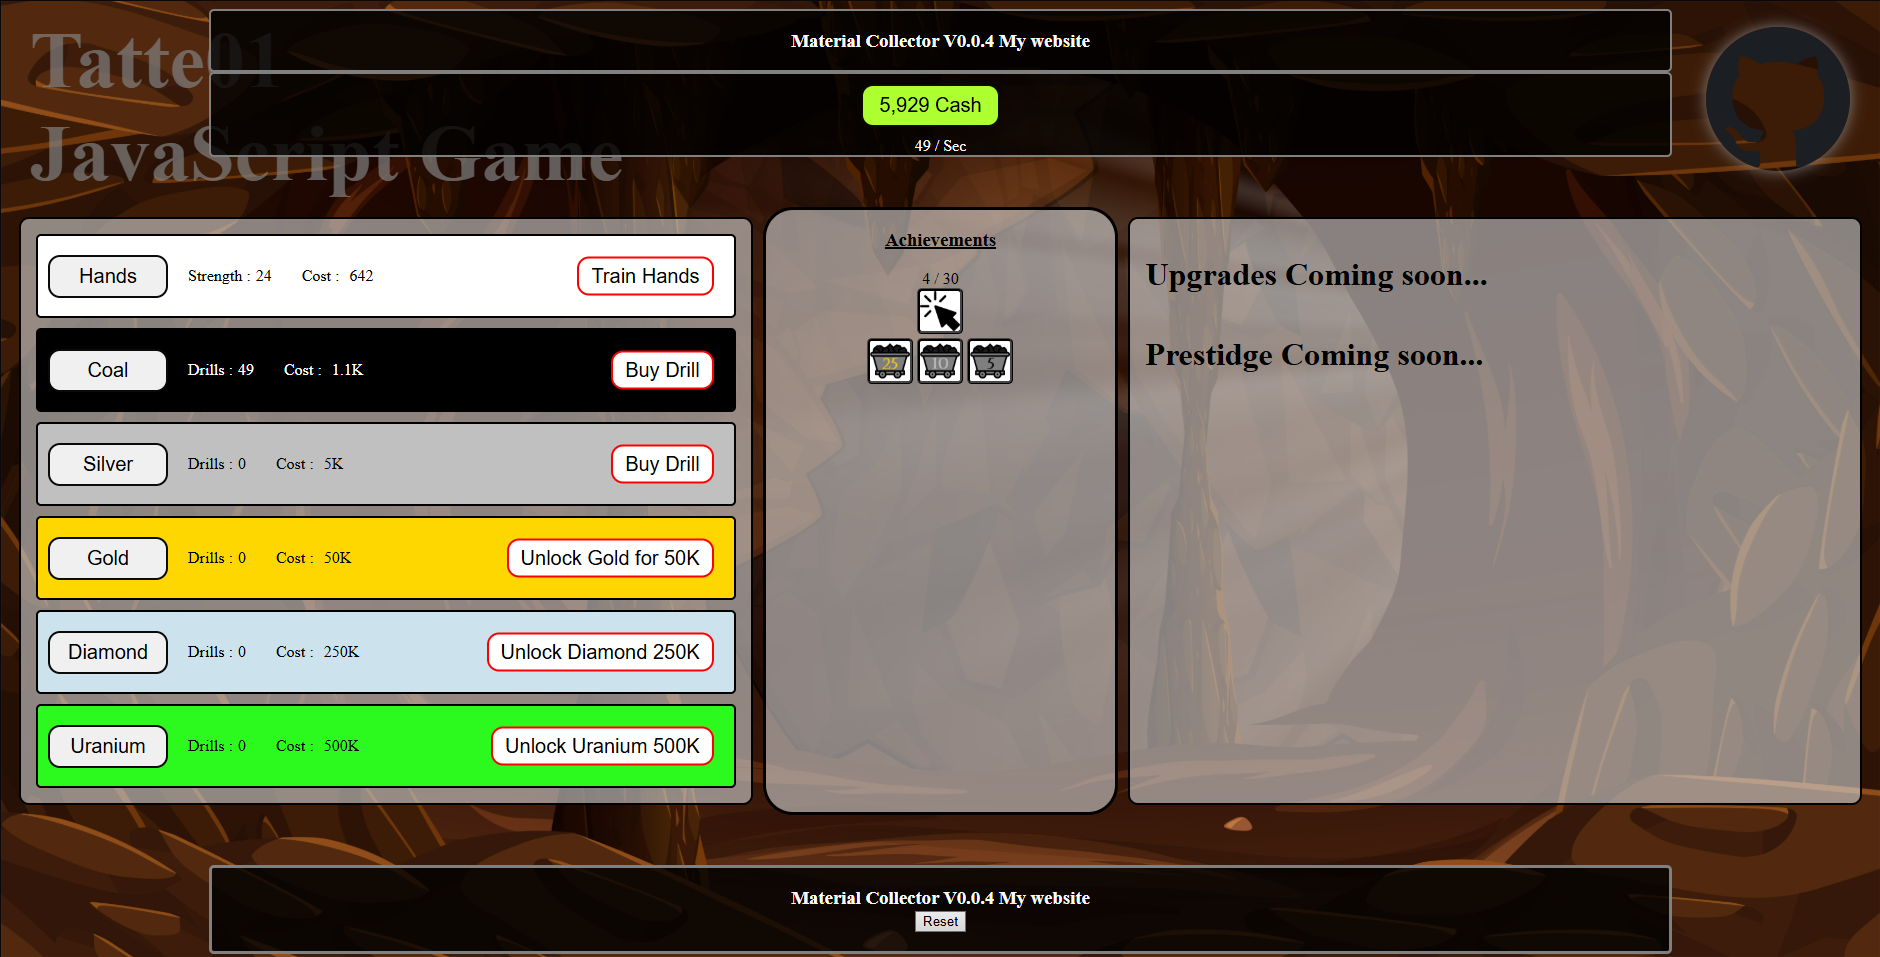 Tatte01
JavaScript Game
Material Collector V0.0.4 My website
5,929 Cash
49 / Sec
Hands Strength : 24 Cost : 642 Train Hands
Coal Drills : 49 Cost : 1.1K Buy Drill
Silver Drills : 0 Cost : 5K Buy Drill
Gold Drills : 0 Cost : 50K Unlock Gold for 50K
Diamond Drills : 0 Cost : 250K Unlock Diamond 250K
Uranium Drills : 0 Cost : 500K Unlock Uranium 500K
Achievements
4 / 30
25 10 5
Upgrades Coming soon...
Prestidge Coming soon...
Material Collector V0.0.4 My website
Reset